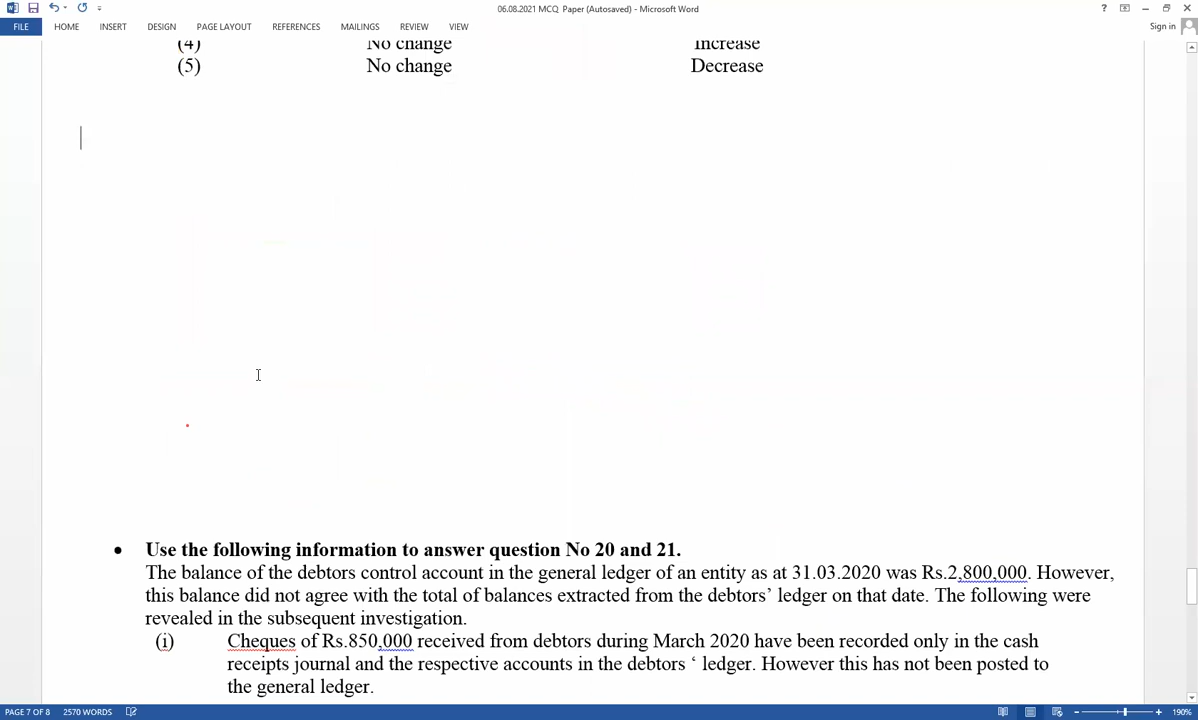 06.08.2021 MCQ Paper (Autosaved) - Microsoft Word
FILE HOME INSERT DESIGN PAGE LAYOUT REFERENCES MAILINGS REVIEW VIEW Sign in
(4) No change Increase
(5) No change Decrease
• Use the following information to answer question No 20 and 21.
The balance of the debtors control account in the general ledger of an entity as at 31.03.2020 was Rs.2,800,000. However,
this balance did not agree with the total of balances extracted from the debtors’ ledger on that date. The following were
revealed in the subsequent investigation.
(i) Cheques of Rs.850,000 received from debtors during March 2020 have been recorded only in the cash
receipts journal and the respective accounts in the debtors ‘ ledger. However this has not been posted to
the general ledger.
PAGE 7 OF 8 2570 WORDS 190%